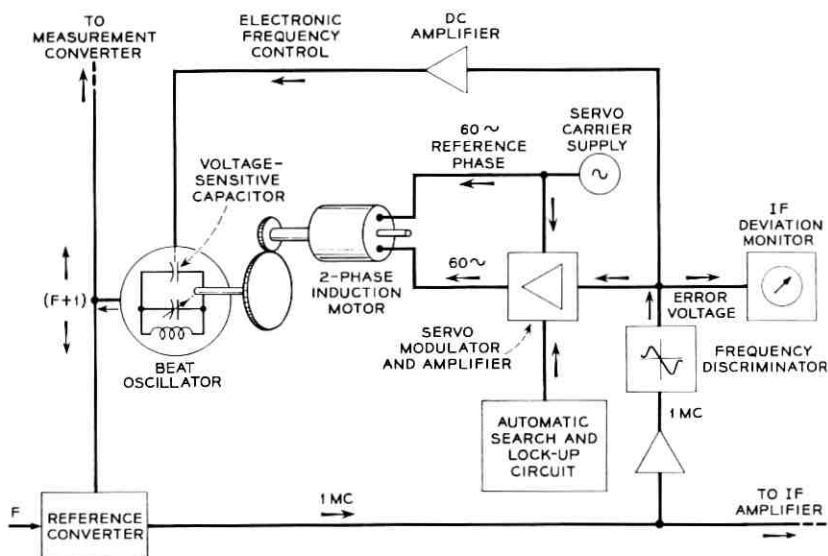 TO
MEASUREMENT
CONVERTER
ELECTRONIC
FREQUENCY
CONTROL
DC
AMPLIFIER
VOLTAGE-
SENSITIVE
CAPACITOR
60~
REFERENCE
PHASE
SERVO
CARRIER
SUPPLY
~
IF
DEVIATION
MONITOR
(F+1)
2-PHASE
INDUCTION
MOTOR
60~
ERROR
VOLTAGE
BEAT
OSCILLATOR
SERVO
MODULATOR
AND AMPLIFIER
FREQUENCY
DISCRIMINATOR
1 MC
AUTOMATIC
SEARCH AND
LOCK-UP
CIRCUIT
F
REFERENCE
CONVERTER
1 MC
TO IF
AMPLIFIER